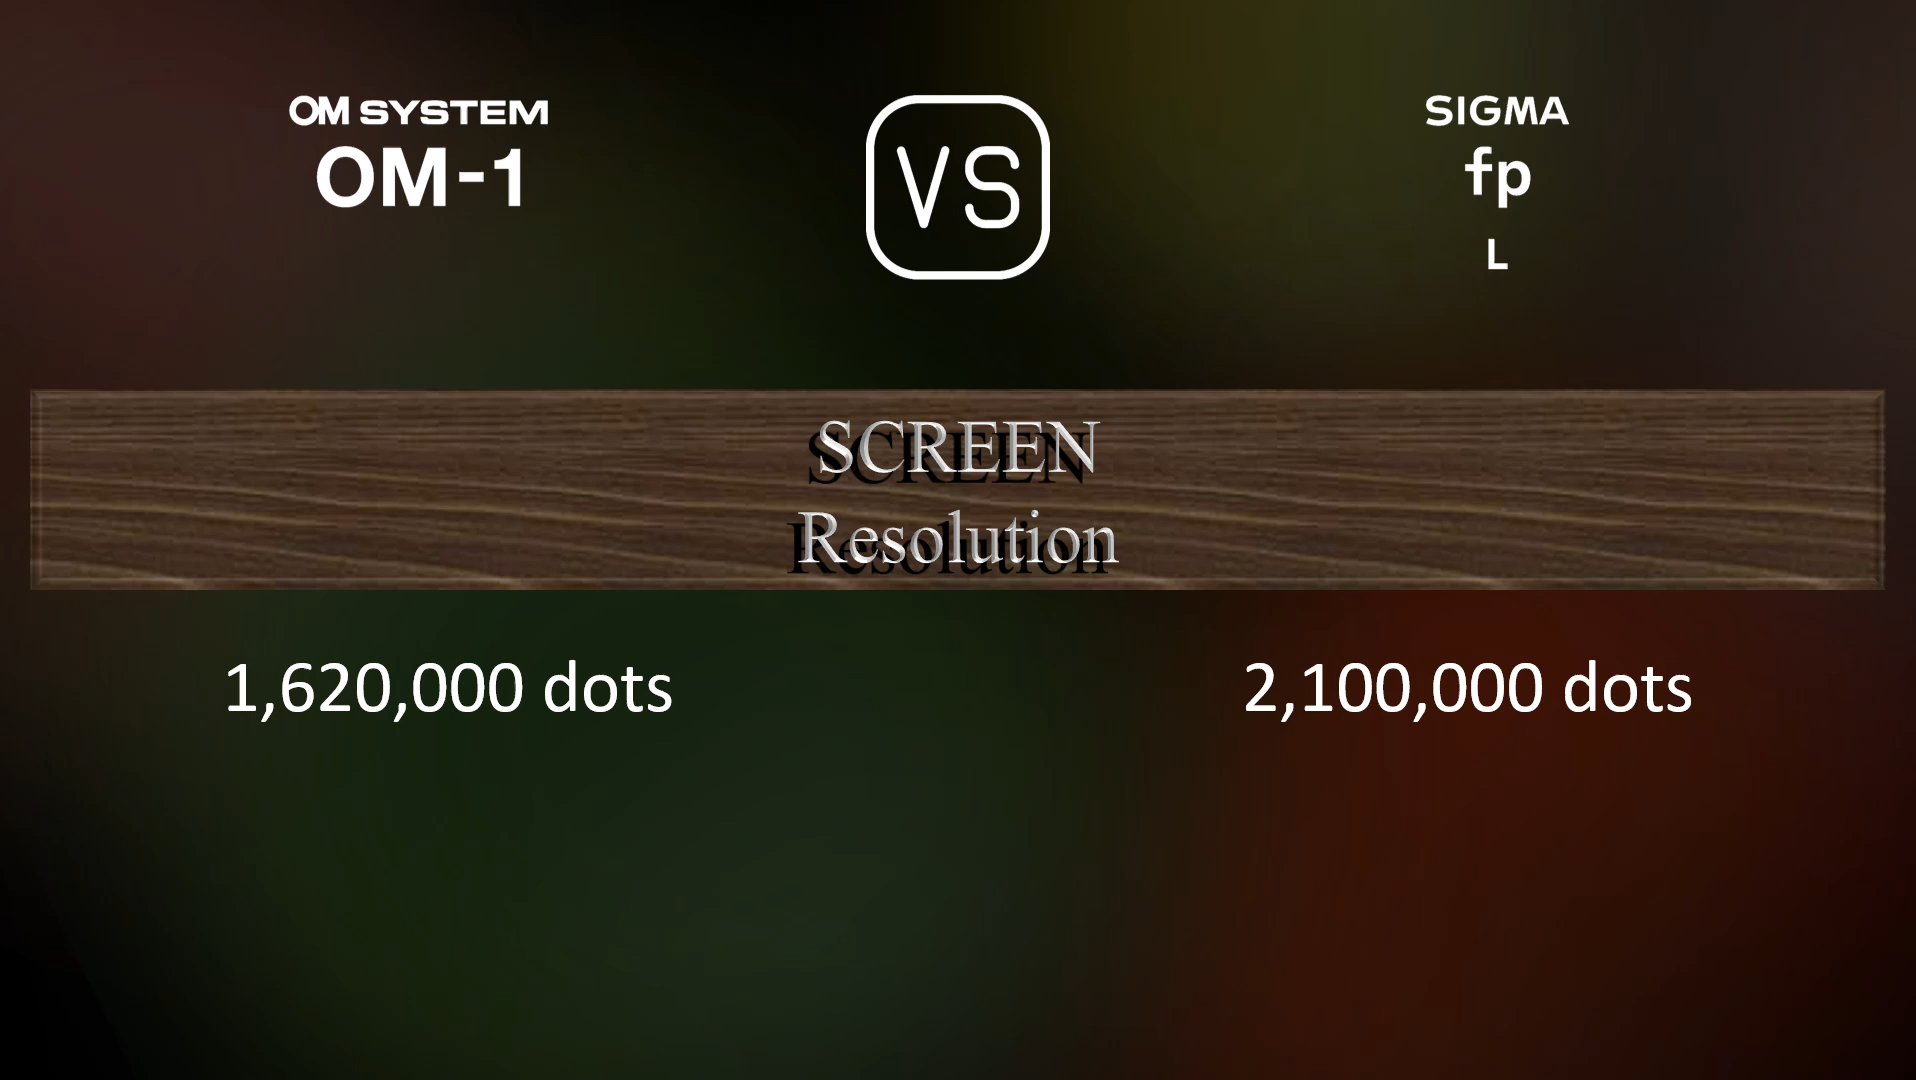 OM SYSTEM
OM-1
VS
SIGMA
fp
L
SCREEN
Resolution
1,620,000 dots
2,100,000 dots